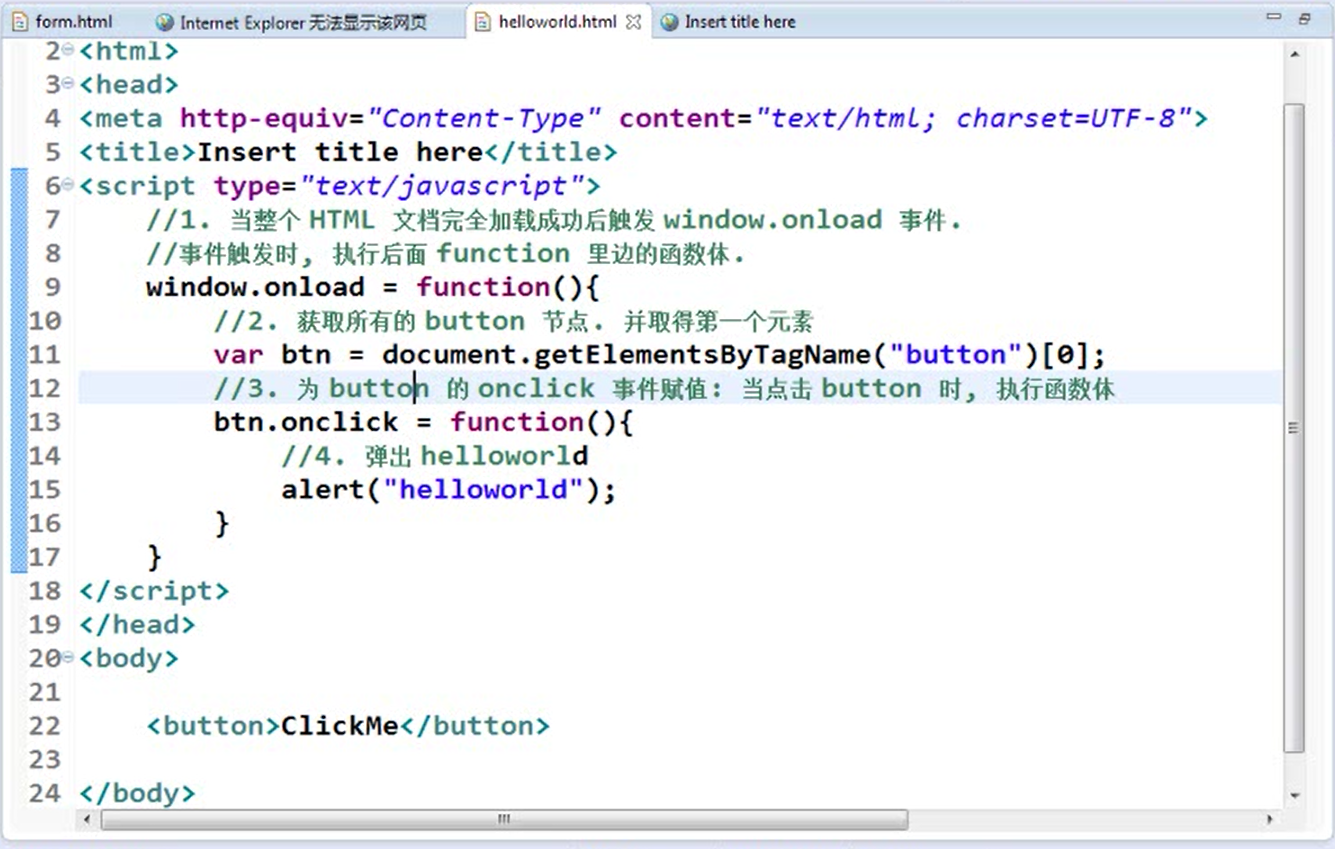 form.html Internet Explorer 无法显示该网页 helloworld.html Insert title here
2 <html>
3 <head>
4 <meta http-equiv="Content-Type" content="text/html; charset=UTF-8">
5 <title>Insert title here</title>
6 <script type="text/javascript">
7 //1. 当整个 HTML 文档完全加载成功后触发 window.onload 事件.
8 //事件触发时, 执行后面 function 里边的函数体.
9 window.onload = function(){
10 //2. 获取所有的 button 节点. 并取得第一个元素
11 var btn = document.getElementsByTagName("button")[0];
12 //3. 为 button 的 onclick 事件赋值: 当点击 button 时, 执行函数体
13 btn.onclick = function(){
14 //4. 弹出 helloworld
15 alert("helloworld");
16 }
17 }
18 </script>
19 </head>
20 <body>
21
22 <button>ClickMe</button>
23
24 </body>